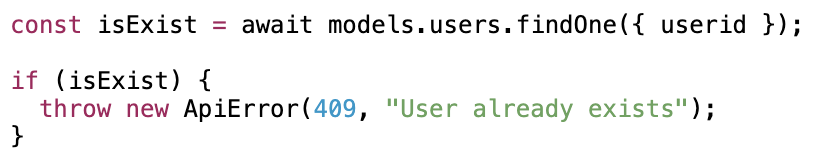 const isExist = await models.users.findOne({ userid });

if (isExist) {
  throw new ApiError(409, "User already exists");
}